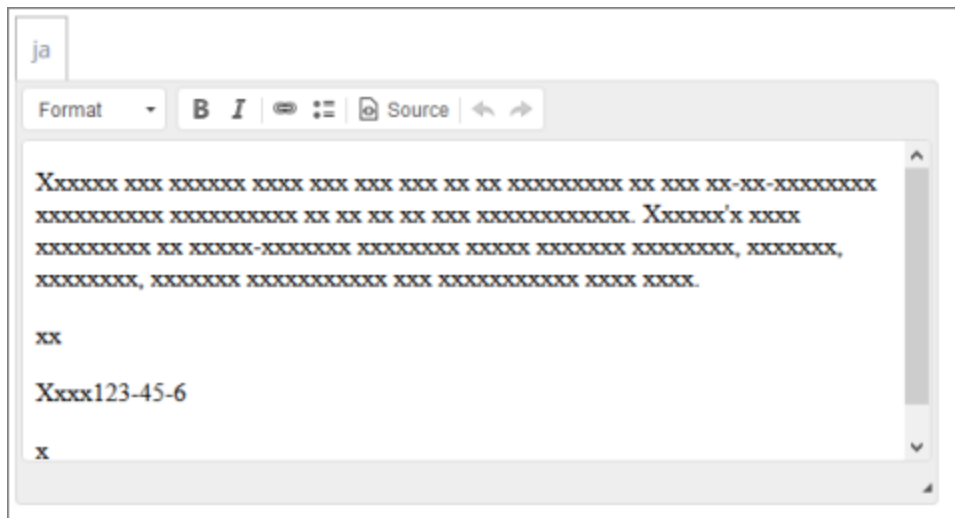 ja
Format B I Source
Xxxxxx xxx xxxxxx xxxx xxx xxx xxx xx xx xxxxxxxxx xx xxx xx-xx-xxxxxxxx
xxxxxxxxxx xxxxxxxxxx xx xx xx xx xxx xxxxxxxxxxxx. Xxxxxx'x xxxx
xxxxxxxxx xx xxxxx-xxxxxxx xxxxxxxx xxxxx xxxxxxx xxxxxxxx, xxxxxxx,
xxxxxxxx, xxxxxxx xxxxxxxxxxx xxx xxxxxxxxxxx xxxx xxxx.
xx
Xxxx123-45-6
x